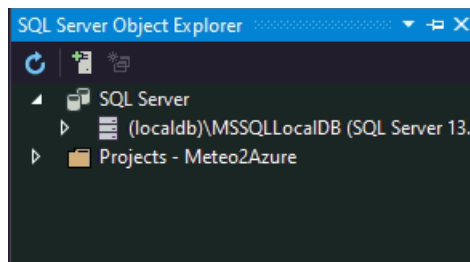 SQL Server Object Explorer
SQL Server
(localdb)\MSSQLLocalDB (SQL Server 13.
Projects - Meteo2Azure